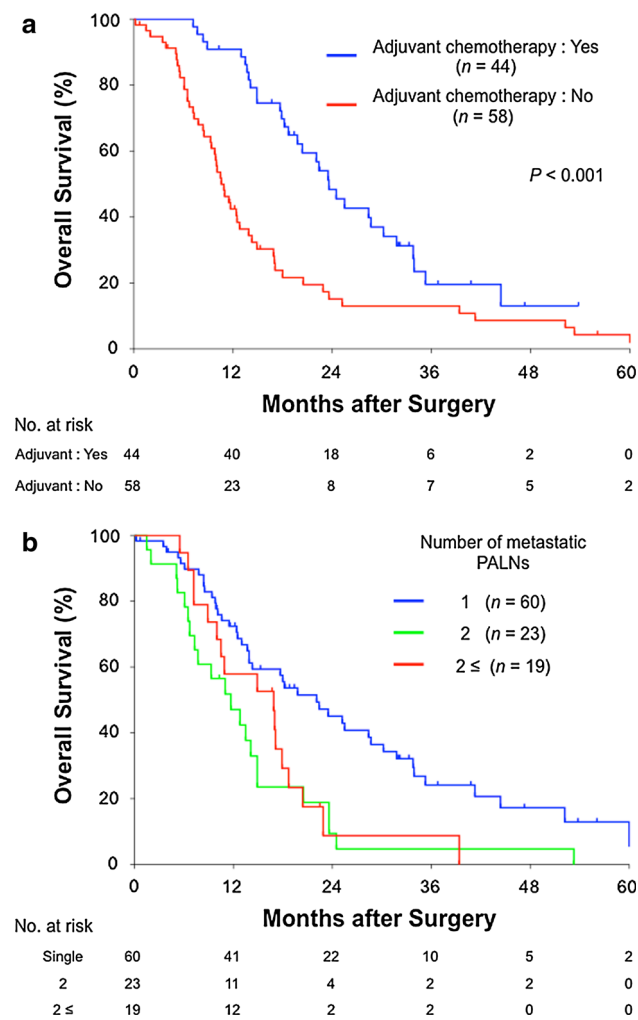 a
Overall Survival (%)
100
80
60
40
20
0
Adjuvant chemotherapy : Yes
(n = 44)
Adjuvant chemotherapy : No
(n = 58)
P < 0.001
0 12 24 36 48 60
Months after Surgery
No. at risk
Adjuvant : Yes 44 40 18 6 2 0
Adjuvant : No 58 23 8 7 5 2
b
Overall Survival (%)
100
80
60
40
20
0
Number of metastatic
PALNs
1 (n = 60)
2 (n = 23)
2 ≤ (n = 19)
0 12 24 36 48 60
Months after Surgery
No. at risk
Single 60 41 22 10 5 2
2 23 11 4 2 2 0
2 ≤ 19 12 2 2 0 0